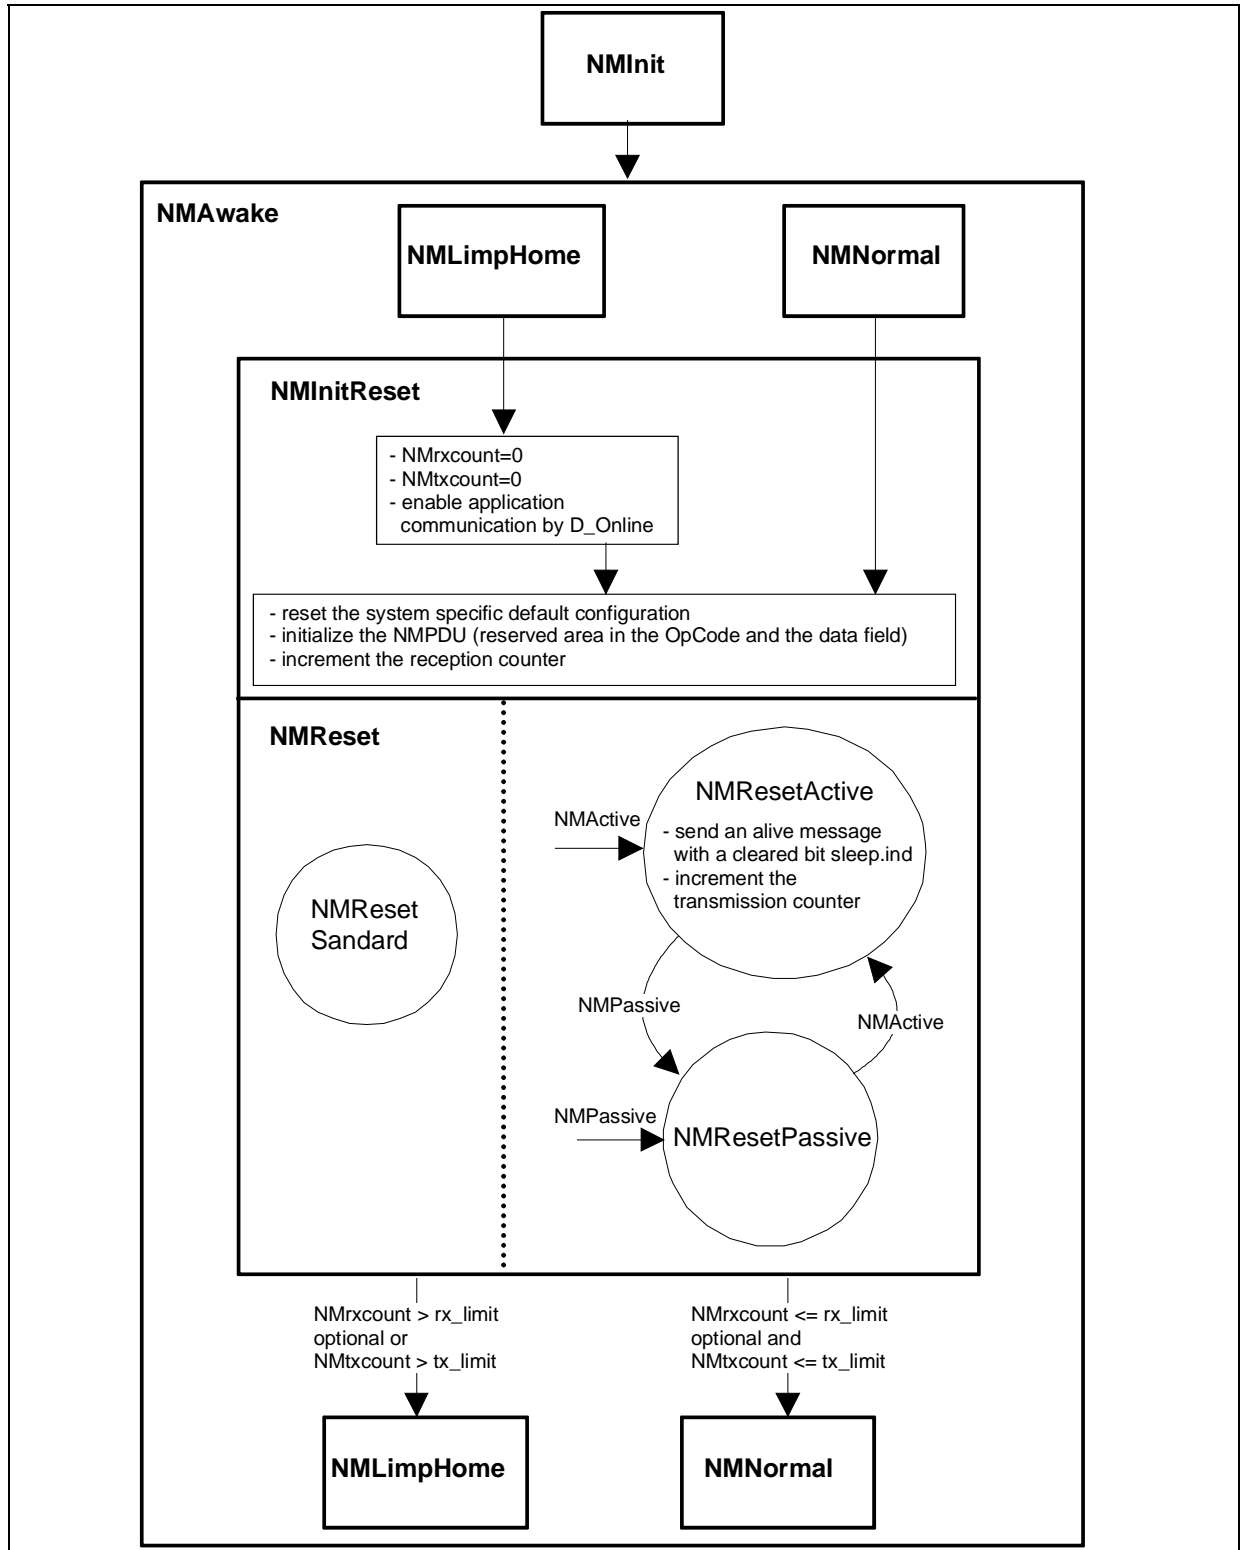 NMInit
NMAwake
NMLimpHome
NMNormal
NMInitReset
- NMrxcount=0
- NMtxcount=0
- enable application
communication by D_Online
- reset the system specific default configuration
- initialize the NMPDU (reserved area in the OpCode and the data field)
- increment the reception counter
NMReset
NMReset
Sandard
NMActive
NMResetActive
- send an alive message
with a cleared bit sleep.ind
- increment the
transmission counter
NMPassive
NMActive
NMPassive
NMResetPassive
NMrxcount > rx_limit
optional or
NMtxcount > tx_limit
NMrxcount <= rx_limit
optional and
NMtxcount <= tx_limit
NMLimpHome
NMNormal